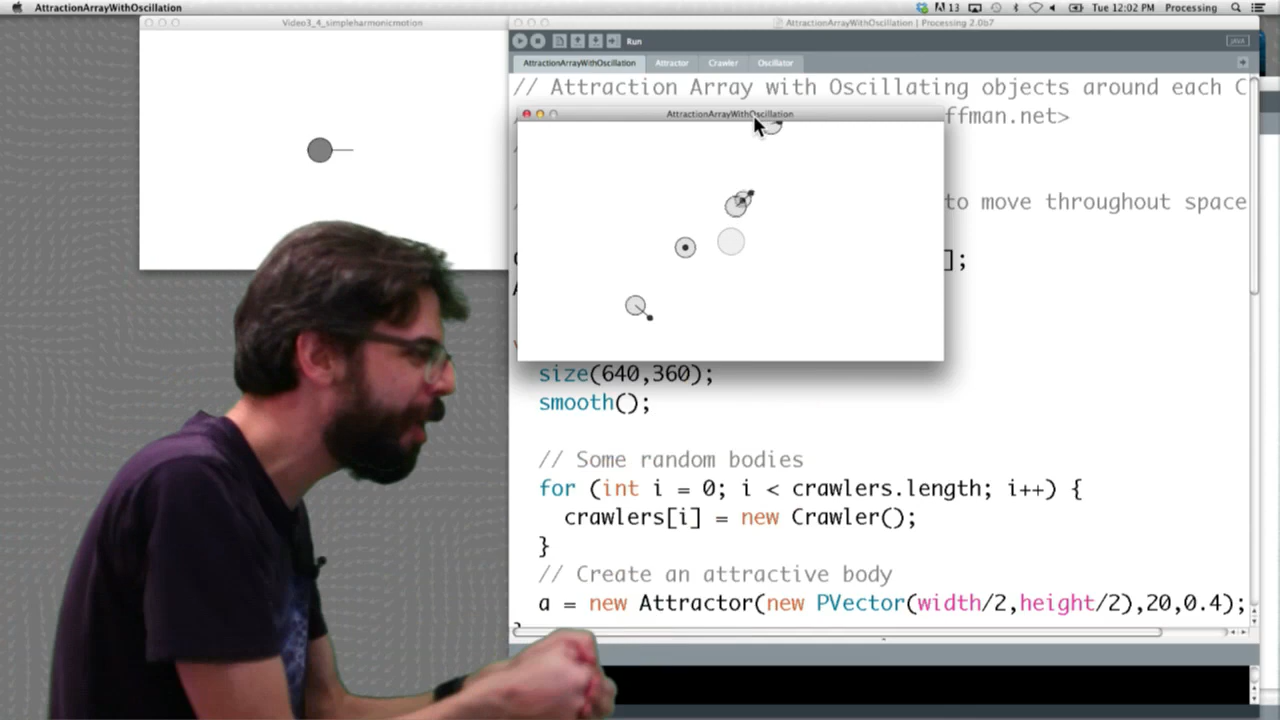 AttractionArrayWithOscillation
13
Tue 12:02 PM Processing
Video3_4_simpleharmonicmotion
AttractionArrayWithOscillation | Processing 2.0b7
Run
JAVA
AttractionArrayWithOscillation Attractor Crawler Oscillator
// Attraction Array with Oscillating objects around each C
AttractionArrayWithOscillation
ffman.net>
to move throughout space
];
size(640,360);
smooth();
// Some random bodies
for (int i = 0; i < crawlers.length; i++) {
crawlers[i] = new Crawler();
}
// Create an attractive body
a = new Attractor(new PVector(width/2,height/2),20,0.4);